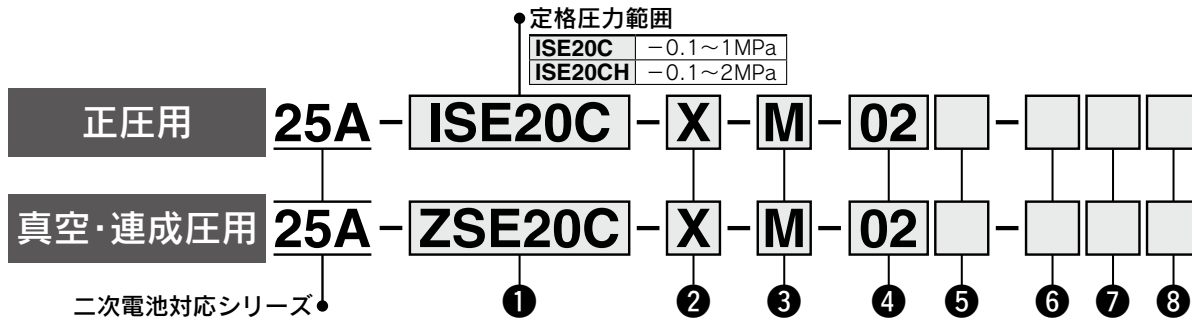 定格圧力範囲
ISE20C －0.1～1MPa
ISE20CH －0.1～2MPa
正圧用 25A－ISE20C－X－M－02－
真空・連成圧用 25A－ZSE20C－X－M－02－
二次電池対応シリーズ ❶ ❷ ❸ ❹ ❺ ❻ ❼ ❽